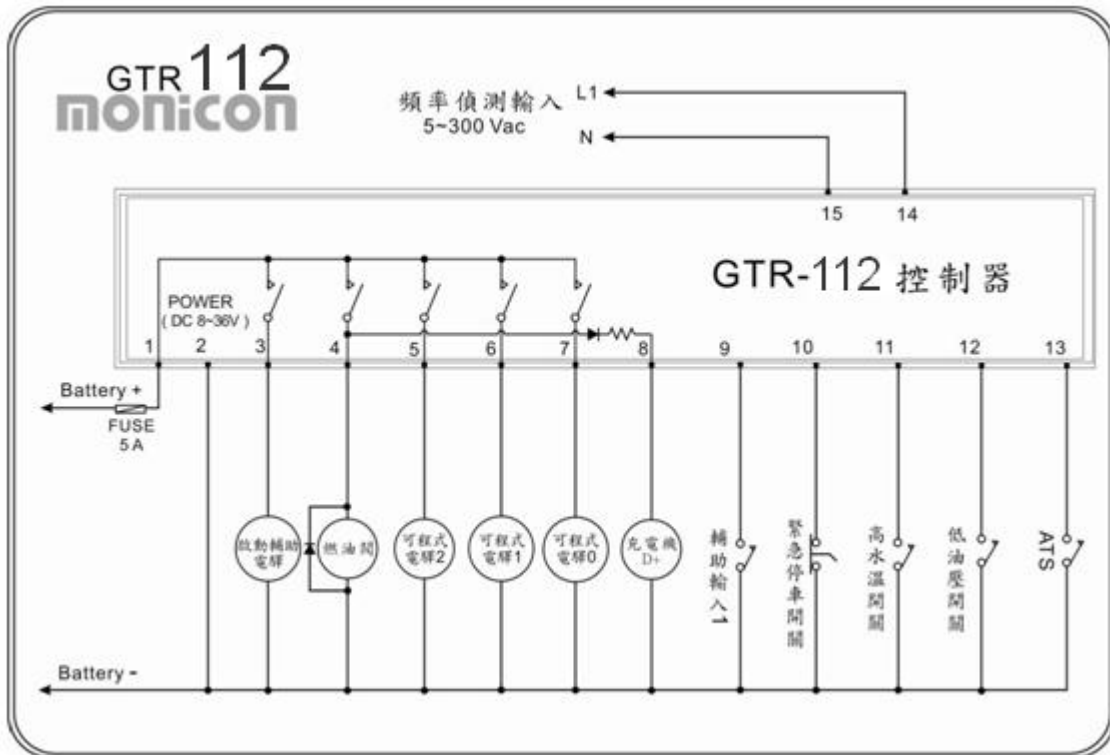 GTR 112
monicon
頻率偵測輸入
5~300 Vac
L1
N
15
14
GTR-112 控制器
POWER
( DC 8~36V )
1
2
3
4
5
6
7
8
9
10
11
12
13
Battery +
FUSE
5 A
啟動輔助
電驛
燃油閥
可程式
電驛2
可程式
電驛1
可程式
電驛0
充電機
D+
輔助輸入1
緊急停車開關
高水溫開關
低油壓開關
ATS
Battery -